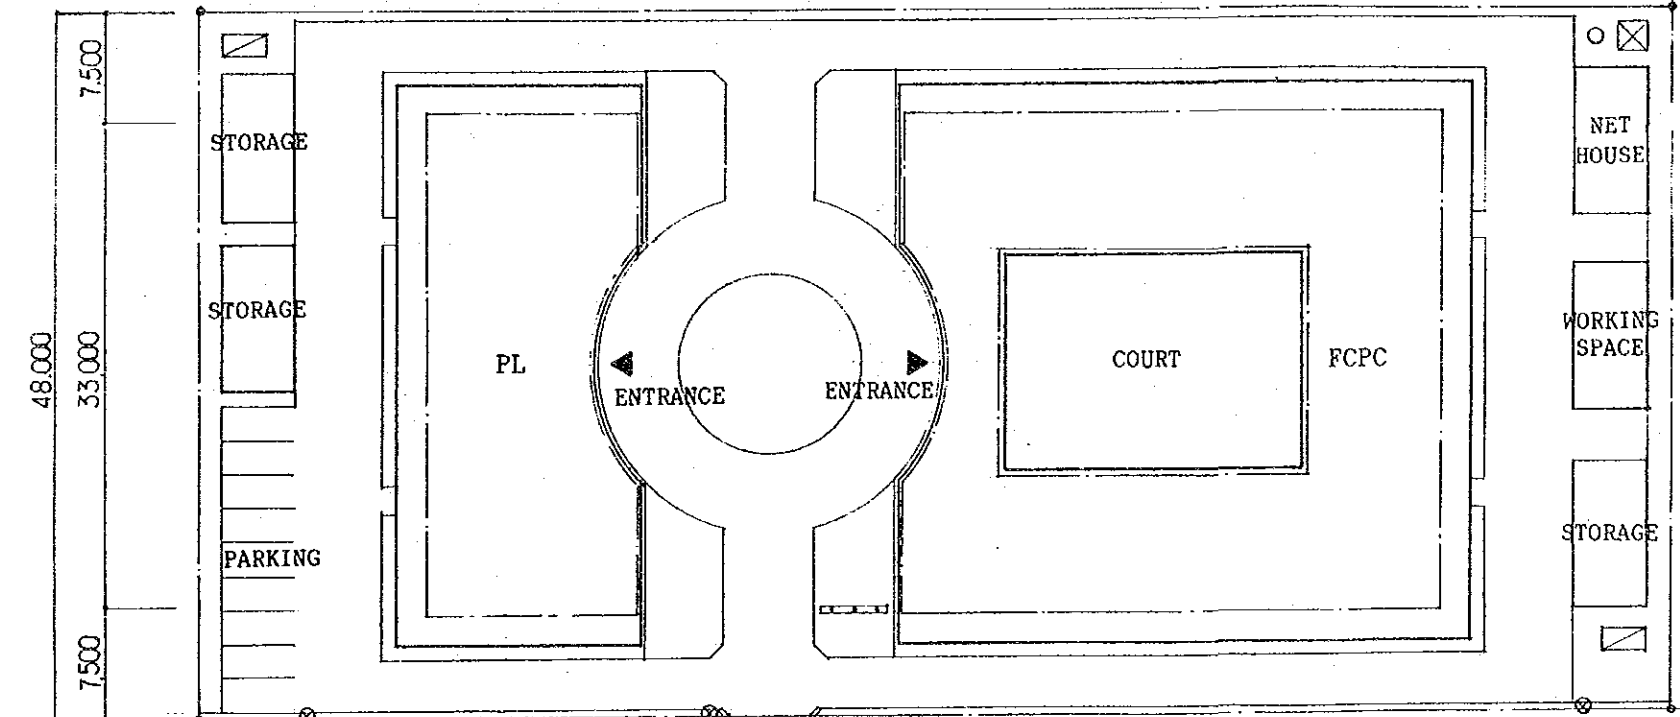 7.500
48.000
33.000
7.500
STORAGE
STORAGE
PARKING
PL
ENTRANCE
ENTRANCE
COURT
FCPC
NET
HOUSE
WORKING
SPACE
STORAGE